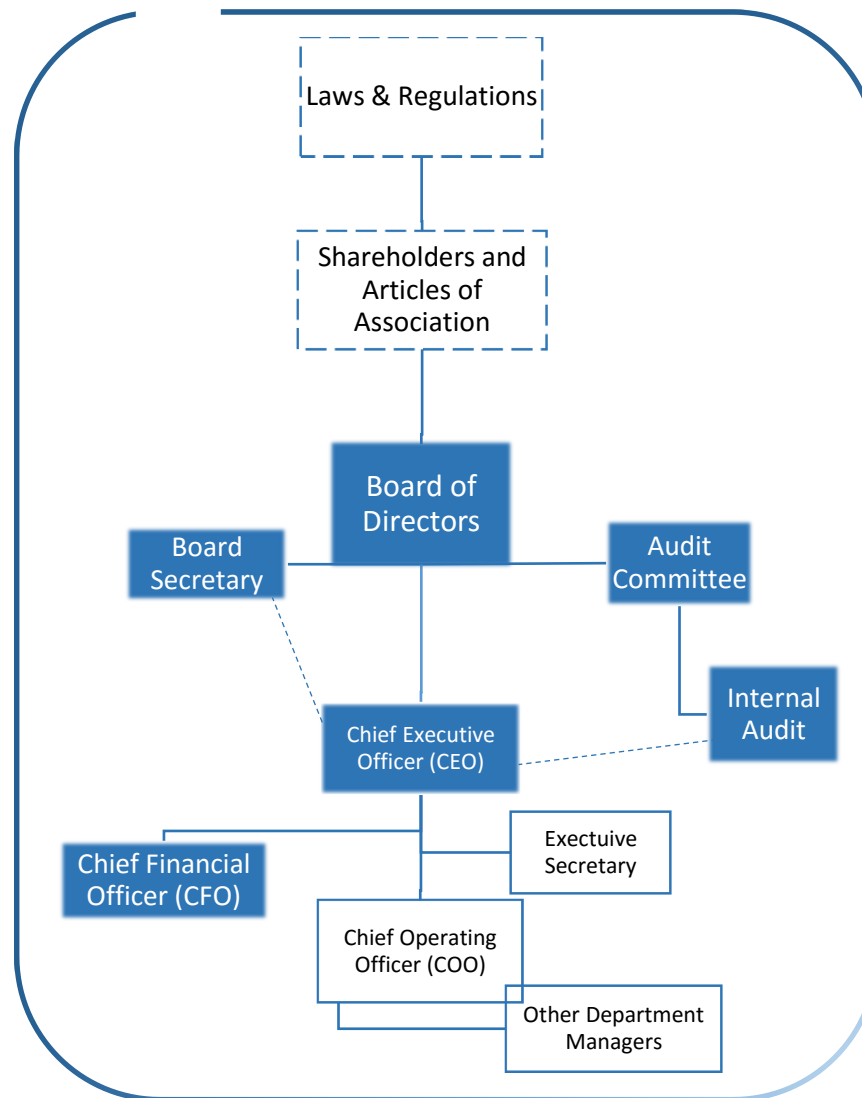 Laws & Regulations
Shareholders and
Articles of
Association
Board of
Directors
Board
Secretary
Audit
Committee
Internal
Audit
Chief Executive
Officer (CEO)
Chief Financial
Officer (CFO)
Exectuive
Secretary
Chief Operating
Officer (COO)
Other Department
Managers